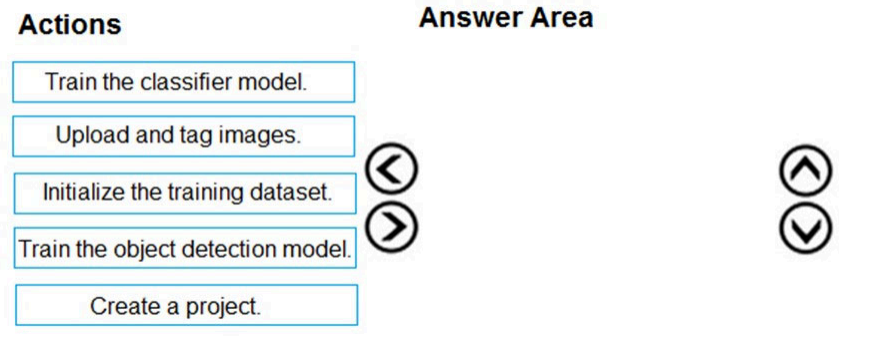 Actions
Answer Area
Train the classifier model.
Upload and tag images.
Initialize the training dataset.
Train the object detection model.
Create a project.